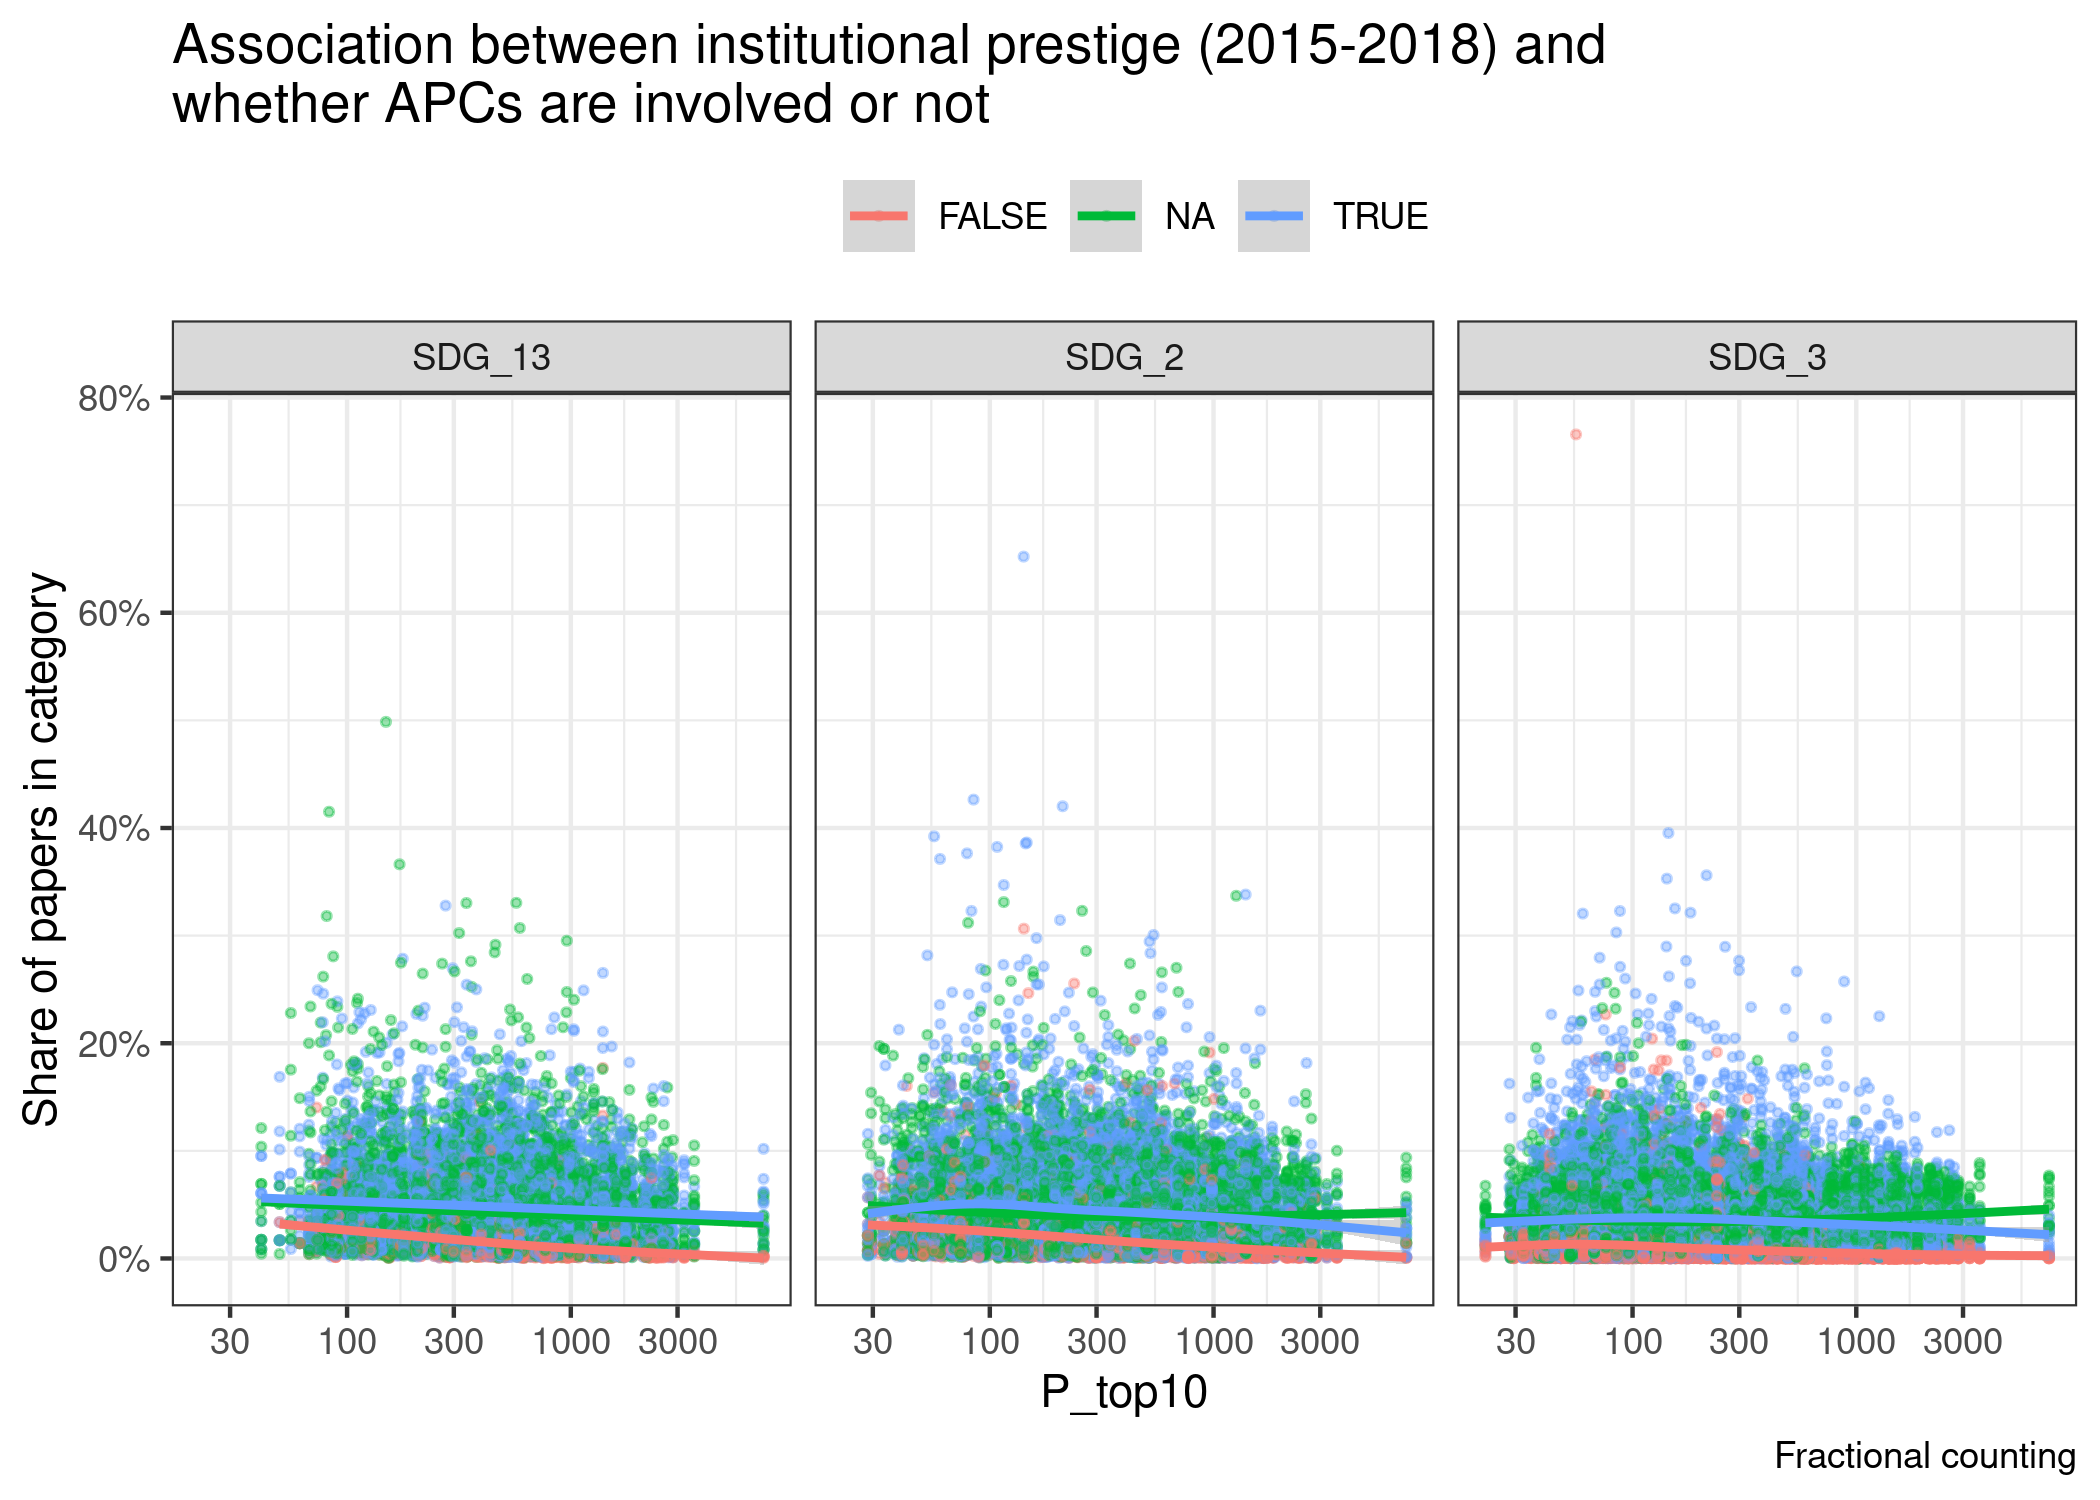 Association between institutional prestige (2015-2018) and
whether APCs are involved or not
FALSE NA TRUE
SDG_13 SDG_2 SDG_3
Share of papers in category
80%
60%
40%
20%
0%
30 100 300 1000 3000 30 100 300 1000 3000 30 100 300 1000 3000
P_top10
Fractional counting